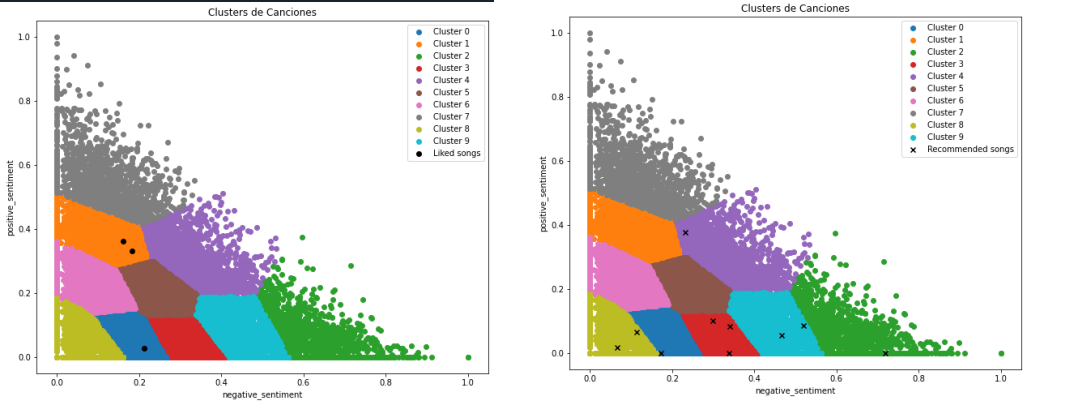 Clusters de Canciones
1.0
0.8
0.6
0.4
0.2
0.0
positive_sentiment
0.0 0.2 0.4 0.6 0.8 1.0
negative_sentiment
Cluster 0
Cluster 1
Cluster 2
Cluster 3
Cluster 4
Cluster 5
Cluster 6
Cluster 7
Cluster 8
Cluster 9
Liked songs
Clusters de Canciones
1.0
0.8
0.6
0.4
0.2
0.0
positive_sentiment
0.0 0.2 0.4 0.6 0.8 1.0
negative_sentiment
Cluster 0
Cluster 1
Cluster 2
Cluster 3
Cluster 4
Cluster 5
Cluster 6
Cluster 7
Cluster 8
Cluster 9
Recommended songs